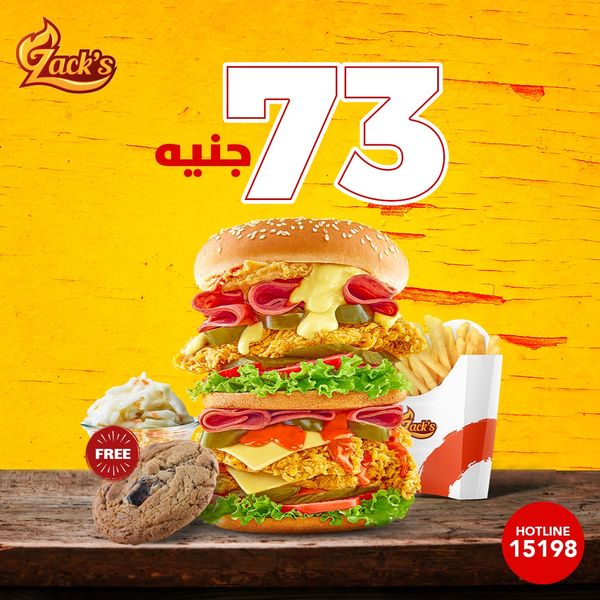 Zack's
73
جنيه
FREE
Zack's
HOTLINE
15198